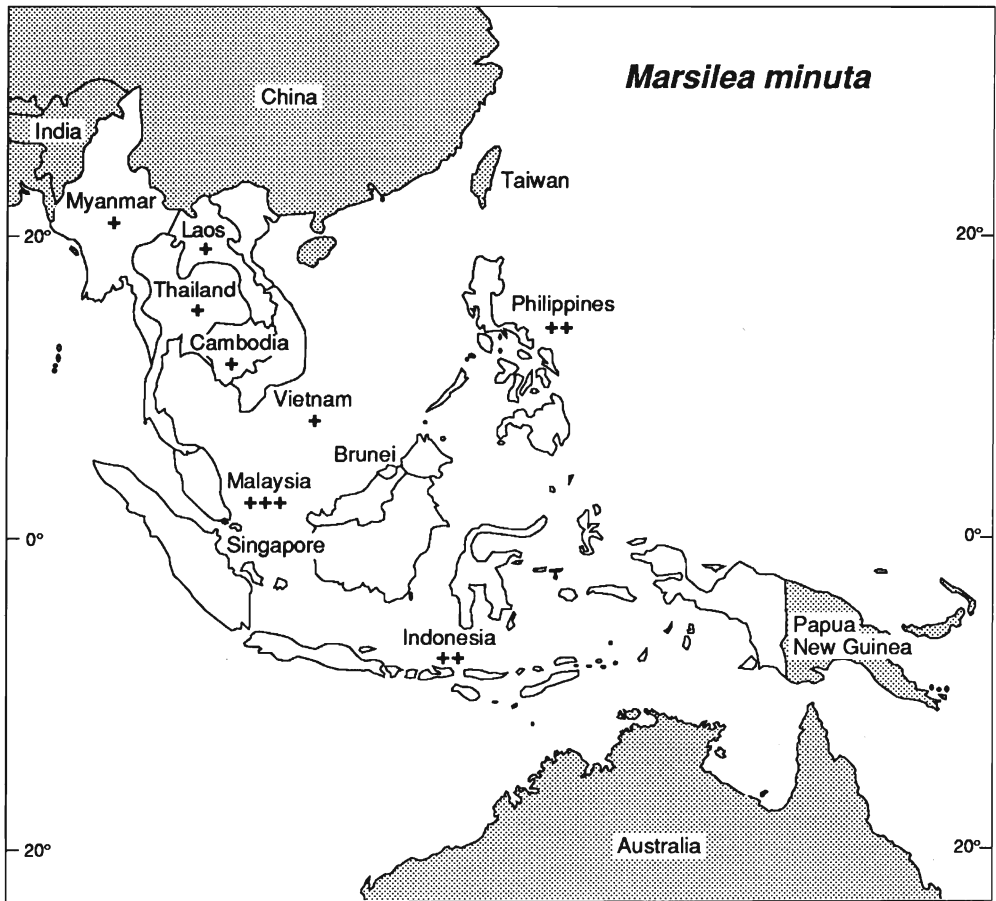 Marsilea minuta
China
India
Taiwan
Myanmar
+
Laos
+
20°
20°
Thailand
+
Philippines
++
Cambodia
+
Vietnam
+
Brunei
Malaysia
+++
0°
0°
Singapore
Indonesia
++
Papua
New Guinea
Australia
20°
20°